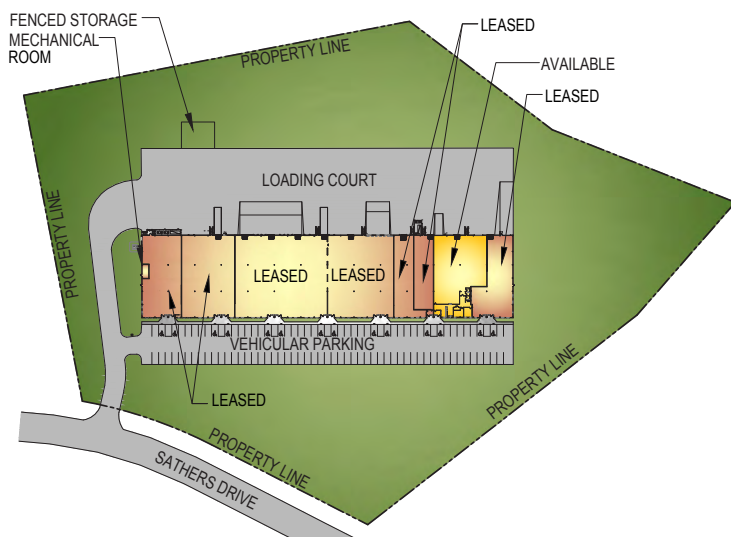 FENCED STORAGE
MECHANICAL
ROOM
PROPERTY LINE
LEASED
AVAILABLE
LEASED
LOADING COURT
PROPERTY LINE
LEASED
LEASED
VEHICULAR PARKING
LEASED
PROPERTY LINE
PROPERTY LINE
SATHERS DRIVE